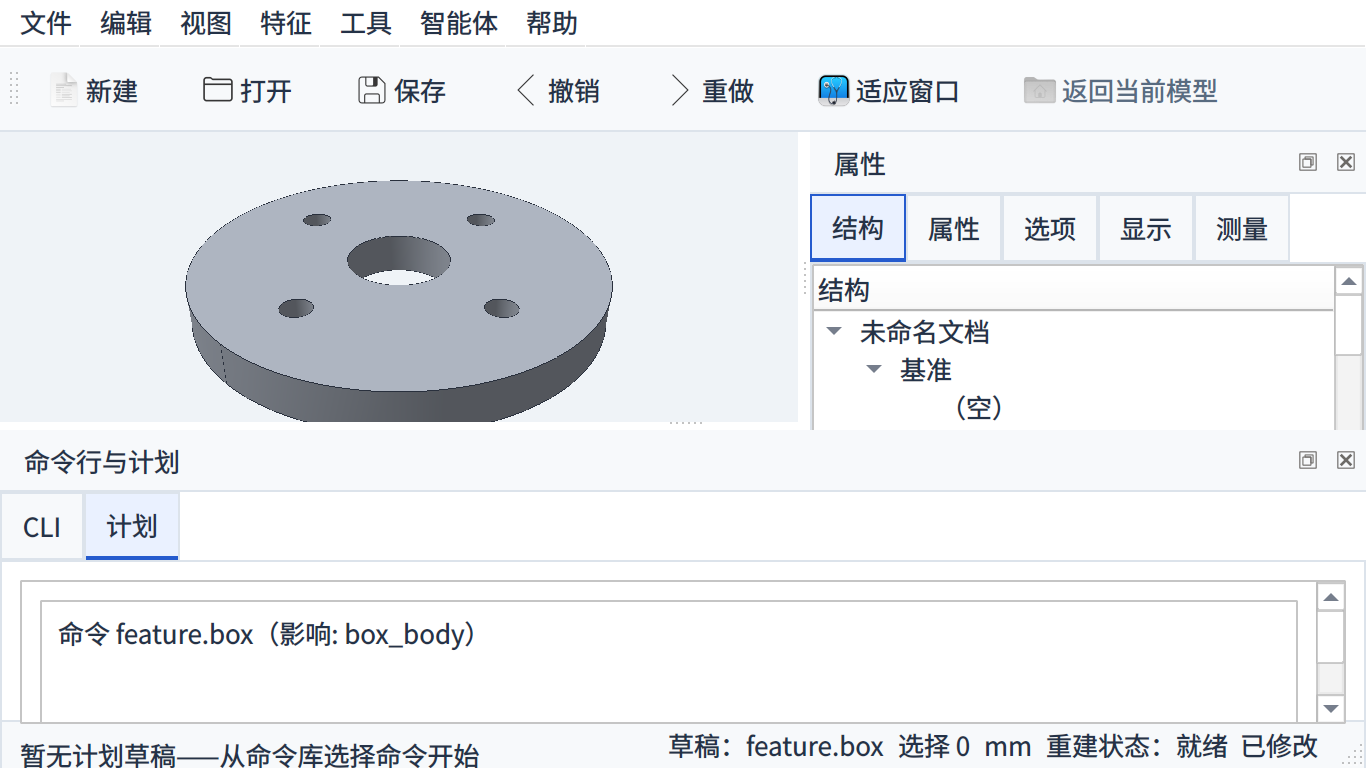 文件 编辑 视图 特征 工具 智能体 帮助
新建 打开 保存 撤销 重做 适应窗口 返回当前模型
属性
结构 属性 选项 显示 测量
结构
未命名文档
基准
（空）
命令行与计划
CLI 计划
命令 feature.box（影响: box_body）
暂无计划草稿——从命令库选择命令开始
草稿：feature.box 选择 0 mm 重建状态：就绪 已修改